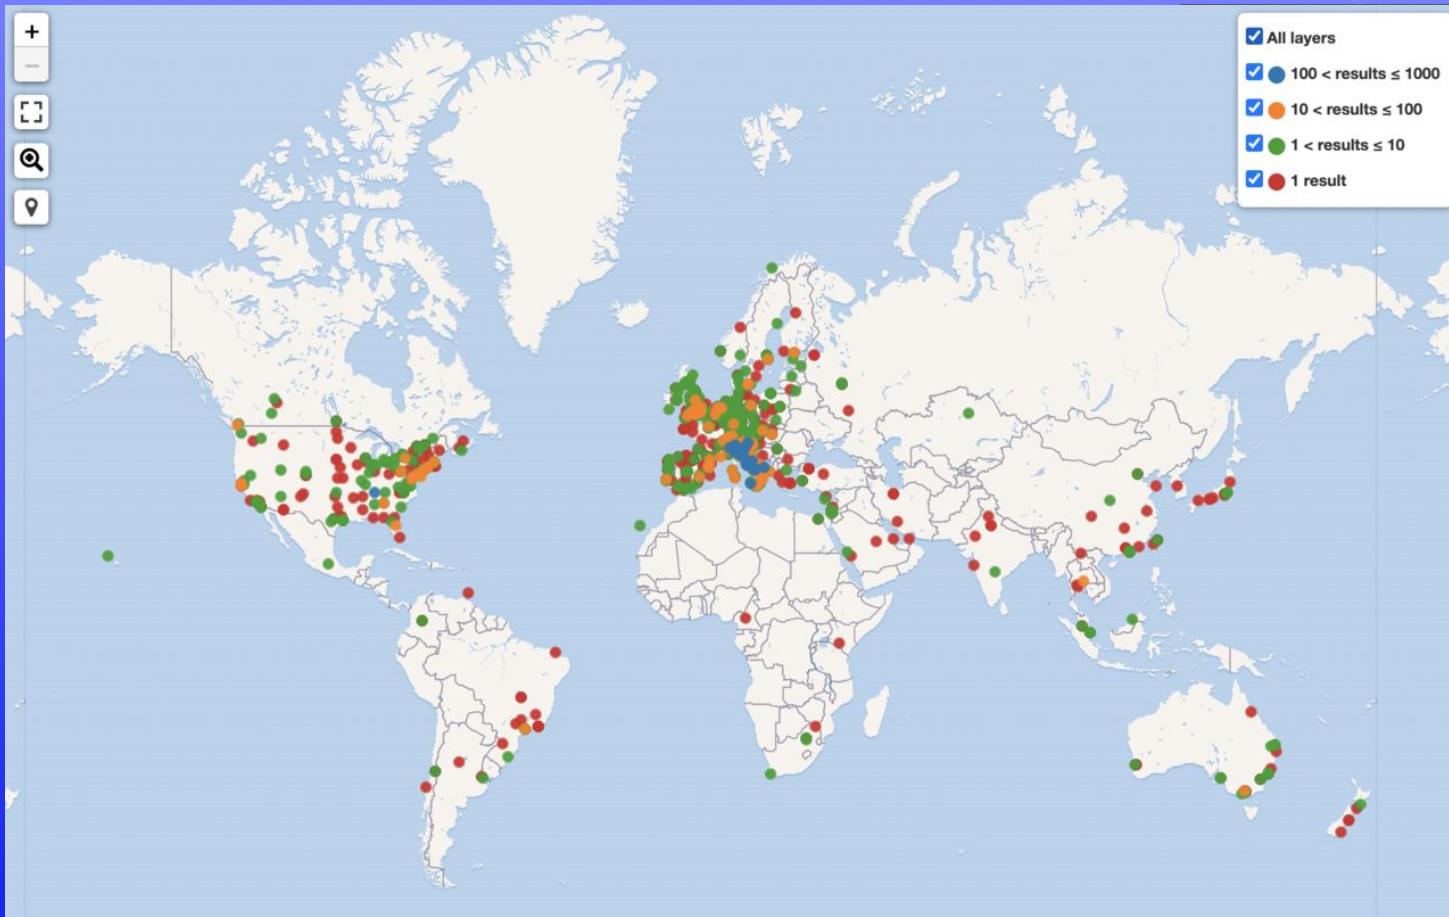 +
−
All layers
100 < results ≤ 1000
10 < results ≤ 100
1 < results ≤ 10
1 result